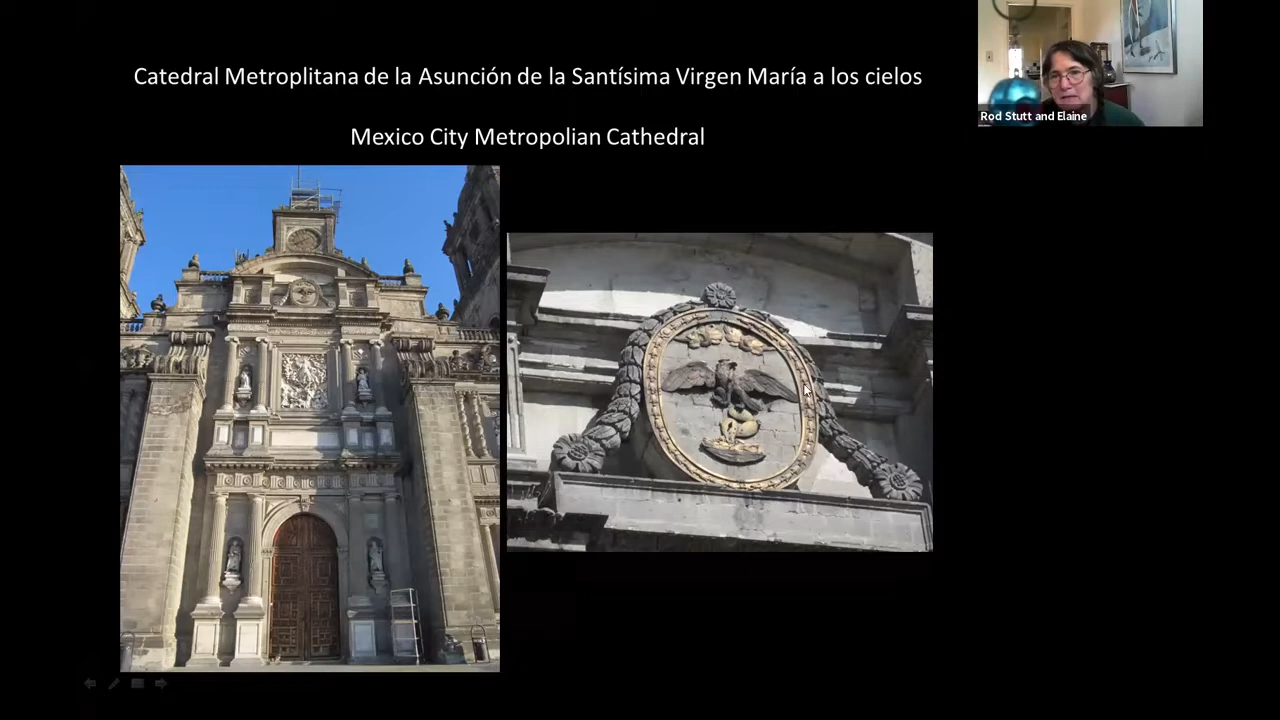 Catedral Metroplitana de la Asunción de la Santísima Virgen María a los cielos
Mexico City Metropolian Cathedral
Rod Stutt and Elaine